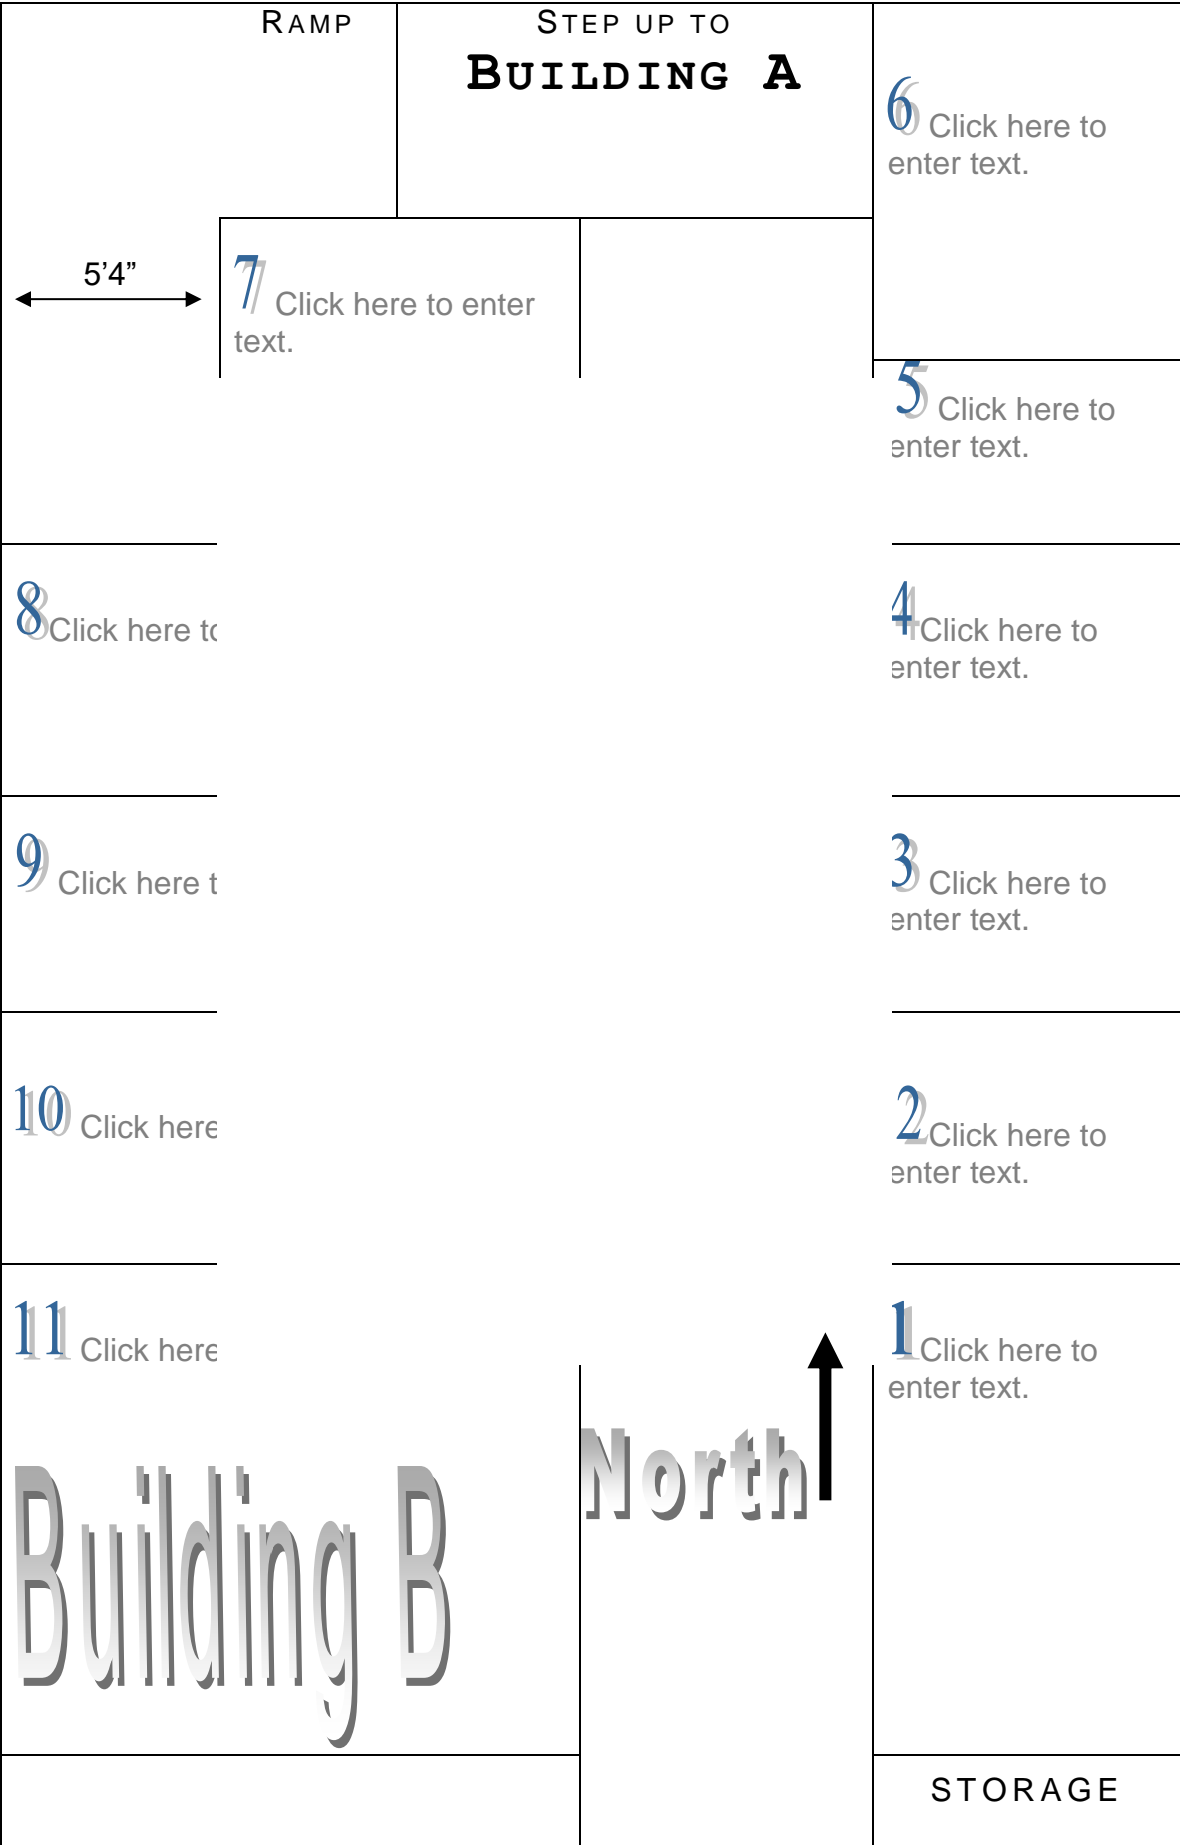 RAMP
STEP UP TO
BUILDING A
6 Click here to
enter text.
5'4”
7 Click here to enter
text.
5 Click here to
enter text.
8 Click here to
4 Click here to
enter text.
9 Click here t
3 Click here to
enter text.
10 Click here
2 Click here to
enter text.
11 Click here
1 Click here to
enter text.
North
Building B
STORAGE